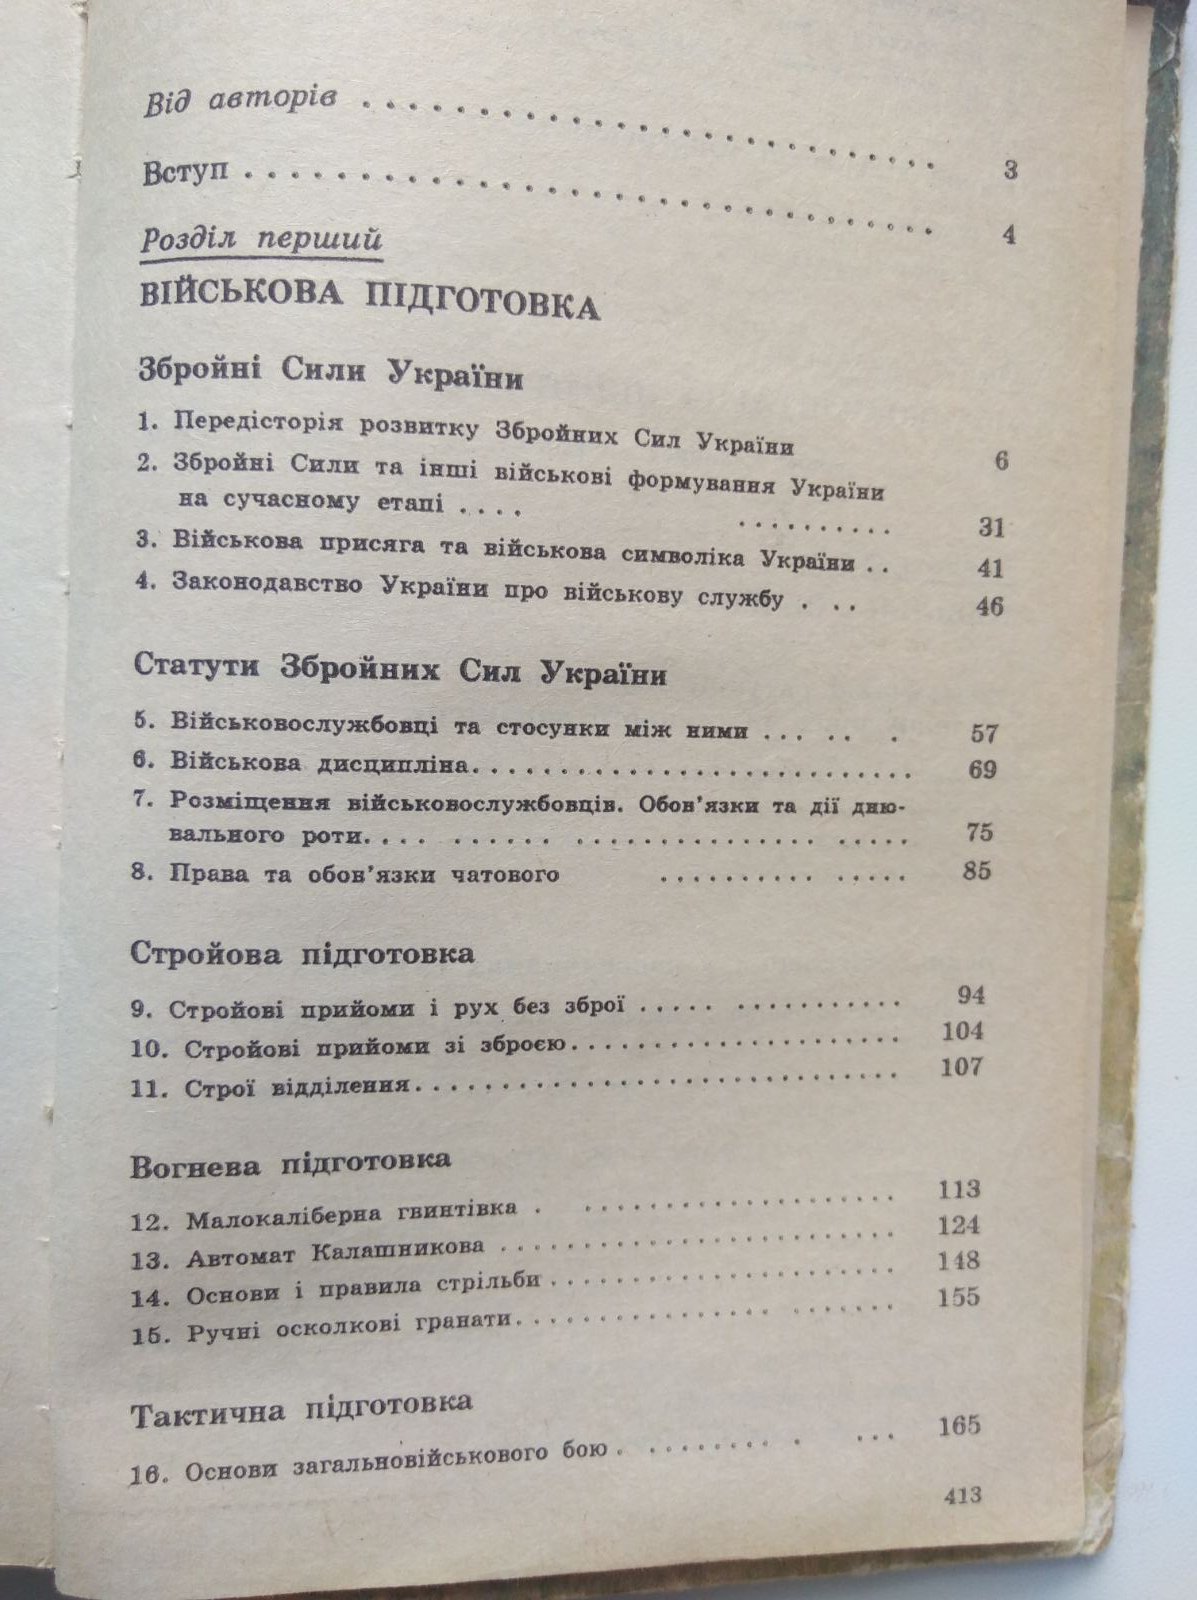 Від авторів . . . . . . . . . . . . . . . . . . . . . . . . . 3
Вступ . . . . . . . . . . . . . . . . . . . . . . . . . . . . . 4
Розділ перший
ВІЙСЬКОВА ПІДГОТОВКА
Збройні Сили України
1. Передісторія розвитку Збройних Сил України 6
2. Збройні Сили та інші військові формування України
на сучасному етапі . . . . . . . . . . . . . . 31
3. Військова присяга та військова символіка України . . 41
4. Законодавство України про військову службу . . . 46
Статути Збройних Сил України
5. Військовослужбовці та стосунки між ними . . . . . . 57
6. Військова дисципліна. . . . . . . . . . . . . . . . . . . . . . . . . . 69
7. Розміщення військовослужбовців. Обов'язки та дії дню-
вального роти. . . . . . . . . . . . . . . . . . . . . . . . . . . . . 75
8. Права та обов'язки чатового . . . . . . . . . . . . . . . 85
Стройова підготовка
9. Стройові прийоми і рух без зброї . . . . . . . . . . . . . . . . 94
10. Стройові прийоми зі зброєю. . . . . . . . . . . . . . . . . . . . 104
11. Строї відділення. . . . . . . . . . . . . . . . . . . . . . . . . . . . . 107
Вогнева підготовка
12. Малокаліберна гвинтівка . . . . . . . . . . . . . . . . . . . . . . 113
13. Автомат Калашникова . . . . . . . . . . . . . . . . . . . . . . . . 124
14. Основи і правила стрільби . . . . . . . . . . . . . . . . . . . . . 148
15. Ручні осколкові гранати. . . . . . . . . . . . . . . . . . . . . . . 155
Тактична підготовка
16. Основи загальновійськового бою . . . . . . . . . . . . . 165
413